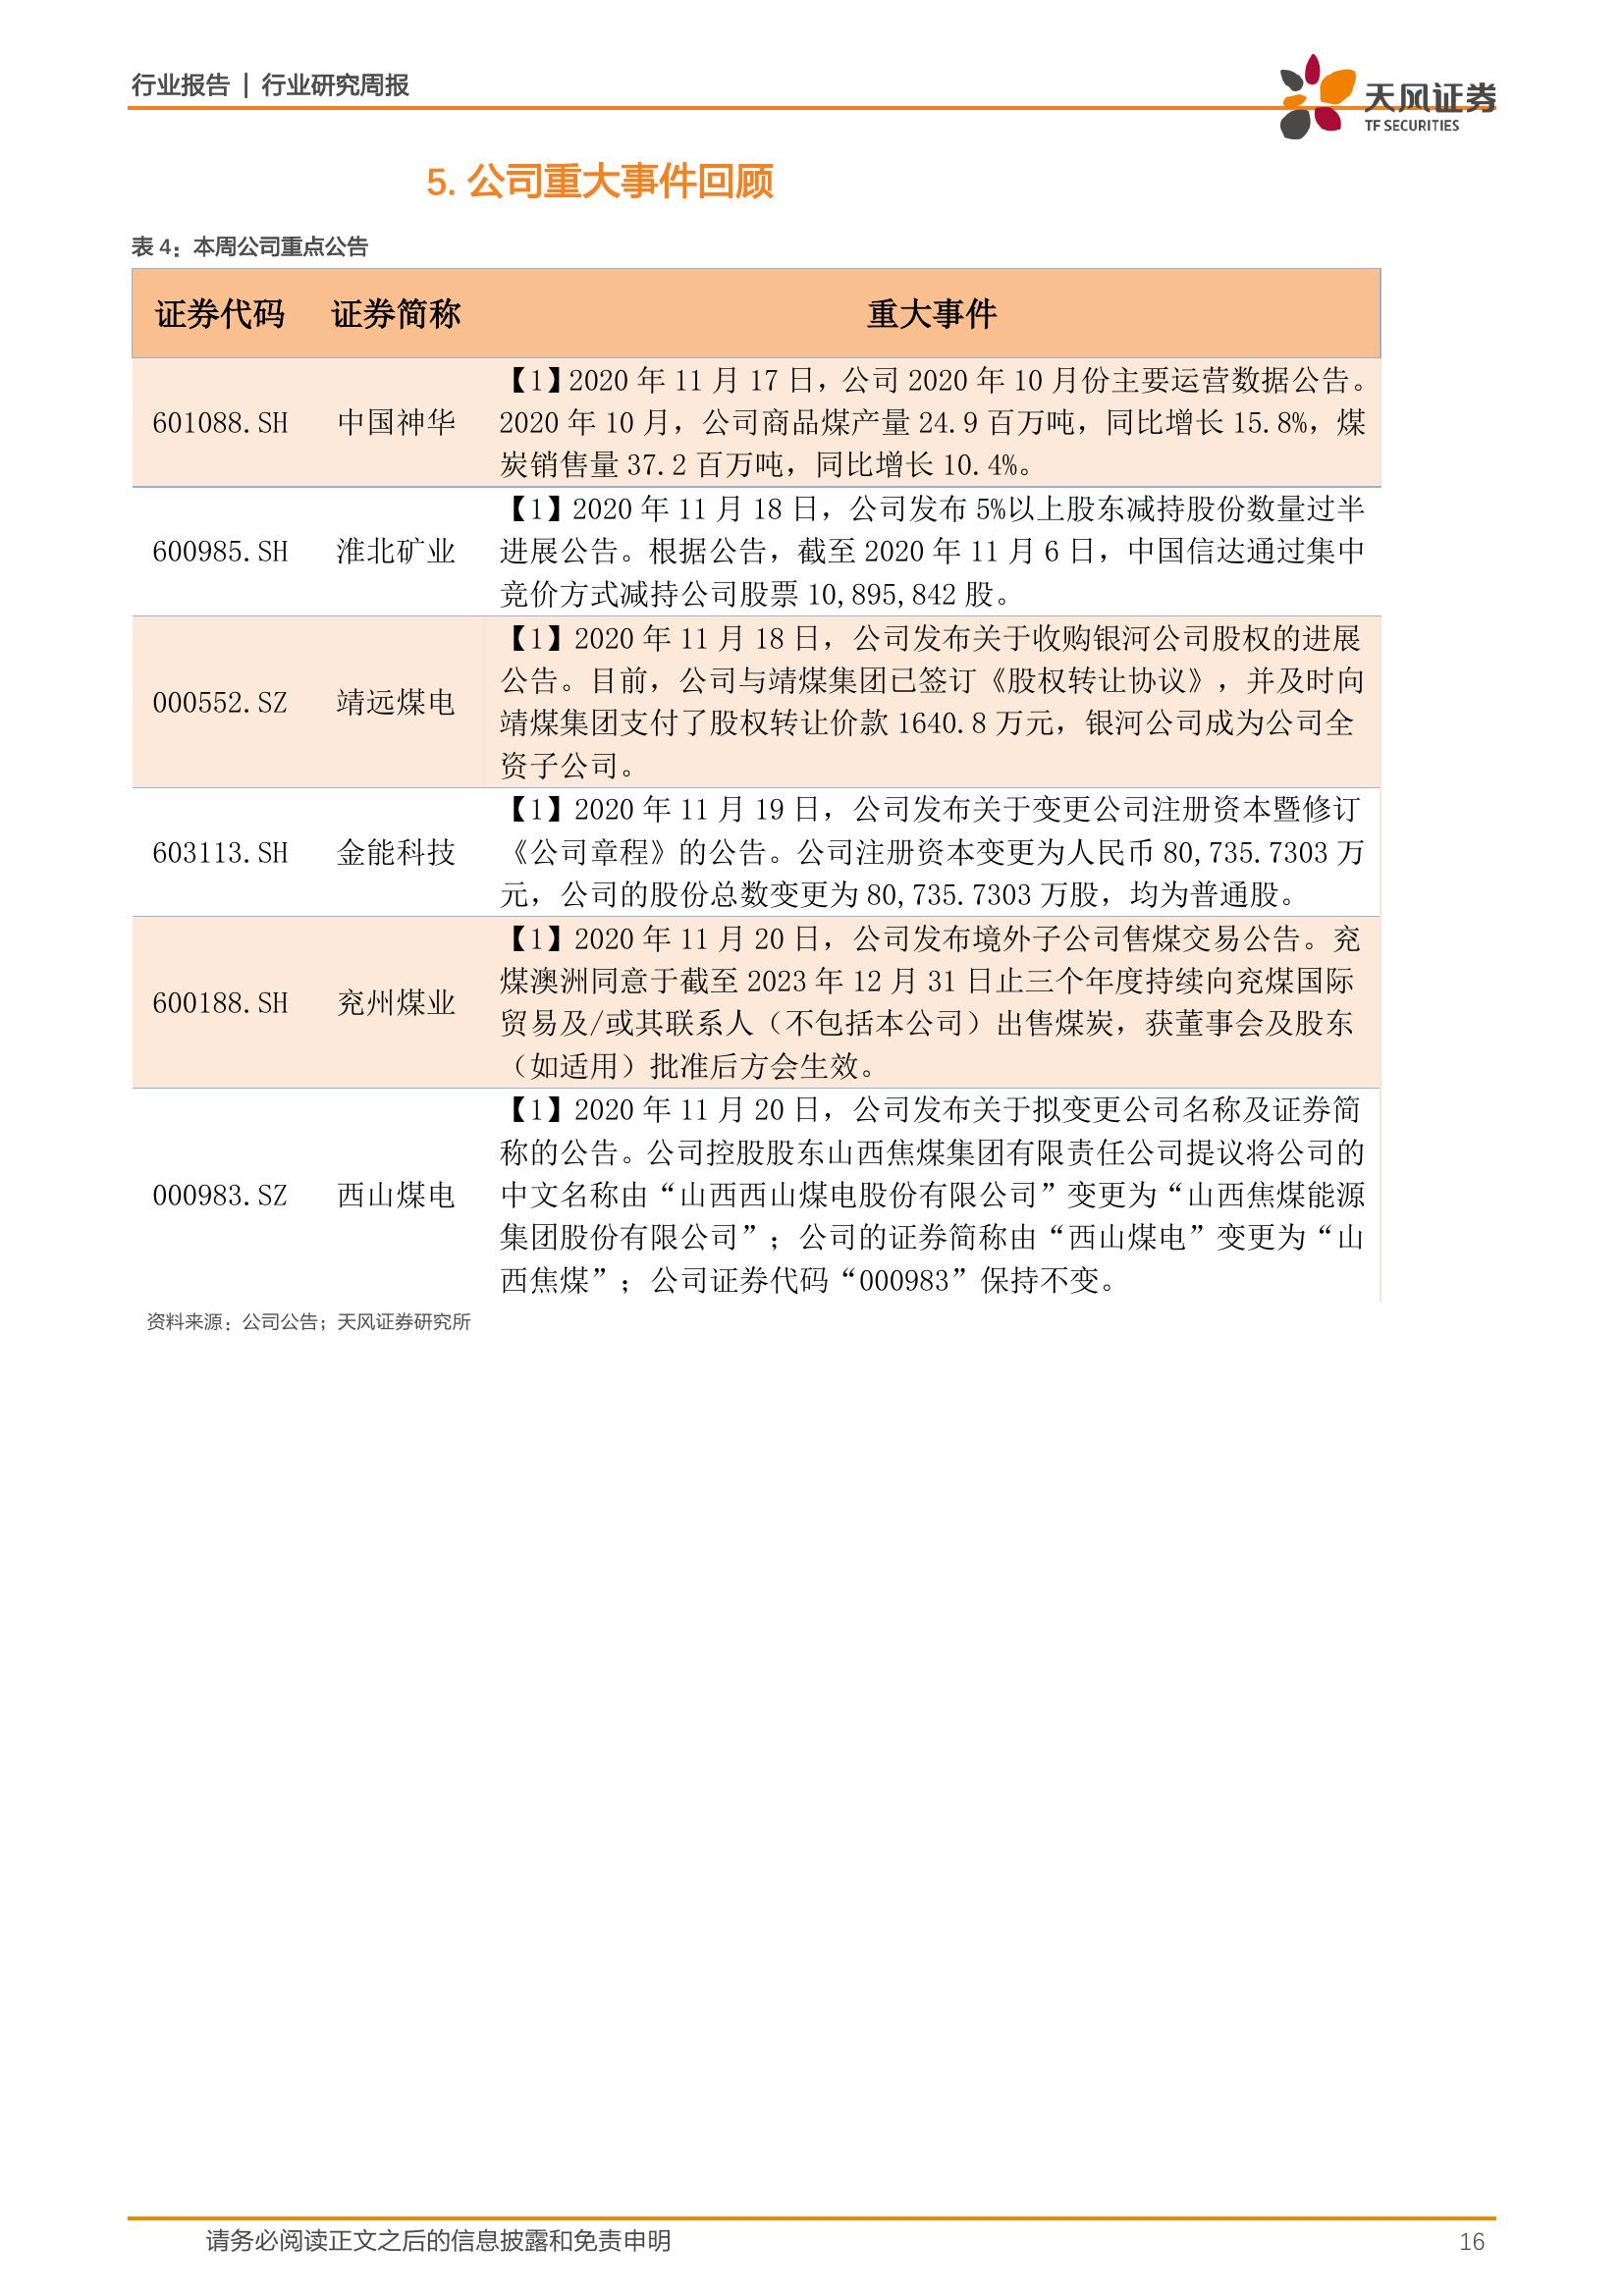 行业报告 | 行业研究周报
天风证券
TF SECURITIES
5. 公司重大事件回顾
表 4：本周公司重点公告
证券代码 证券简称 重大事件
601088.SH 中国神华
【1】2020 年 11 月 17 日，公司 2020 年 10 月份主要运营数据公告。
2020 年 10 月，公司商品煤产量 24.9 百万吨，同比增长 15.8%，煤
炭销售量 37.2 百万吨，同比增长 10.4%。
600985.SH 淮北矿业
【1】2020 年 11 月 18 日，公司发布 5%以上股东减持股份数量过半
进展公告。根据公告，截至 2020 年 11 月 6 日，中国信达通过集中
竞价方式减持公司股票 10,895,842 股。
000552.SZ 靖远煤电
【1】2020 年 11 月 18 日，公司发布关于收购银河公司股权的进展
公告。目前，公司与靖煤集团已签订《股权转让协议》，并及时向
靖煤集团支付了股权转让价款 1640.8 万元，银河公司成为公司全
资子公司。
603113.SH 金能科技
【1】2020 年 11 月 19 日，公司发布关于变更公司注册资本暨修订
《公司章程》的公告。公司注册资本变更为人民币 80,735.7303 万
元，公司的股份总数变更为 80,735.7303 万股，均为普通股。
600188.SH 兖州煤业
【1】2020 年 11 月 20 日，公司发布境外子公司售煤交易公告。兖
煤澳洲同意于截至 2023 年 12 月 31 日止三个年度持续向兖煤国际
贸易及/或其联系人（不包括本公司）出售煤炭，获董事会及股东
（如适用）批准后方会生效。
000983.SZ 西山煤电
【1】2020 年 11 月 20 日，公司发布关于拟变更公司名称及证券简
称的公告。公司控股股东山西焦煤集团有限责任公司提议将公司的
中文名称由“山西西山煤电股份有限公司”变更为“山西焦煤能源
集团股份有限公司”；公司的证券简称由“西山煤电”变更为“山
西焦煤”；公司证券代码“000983”保持不变。
资料来源：公司公告；天风证券研究所
请务必阅读正文之后的信息披露和免责申明 16